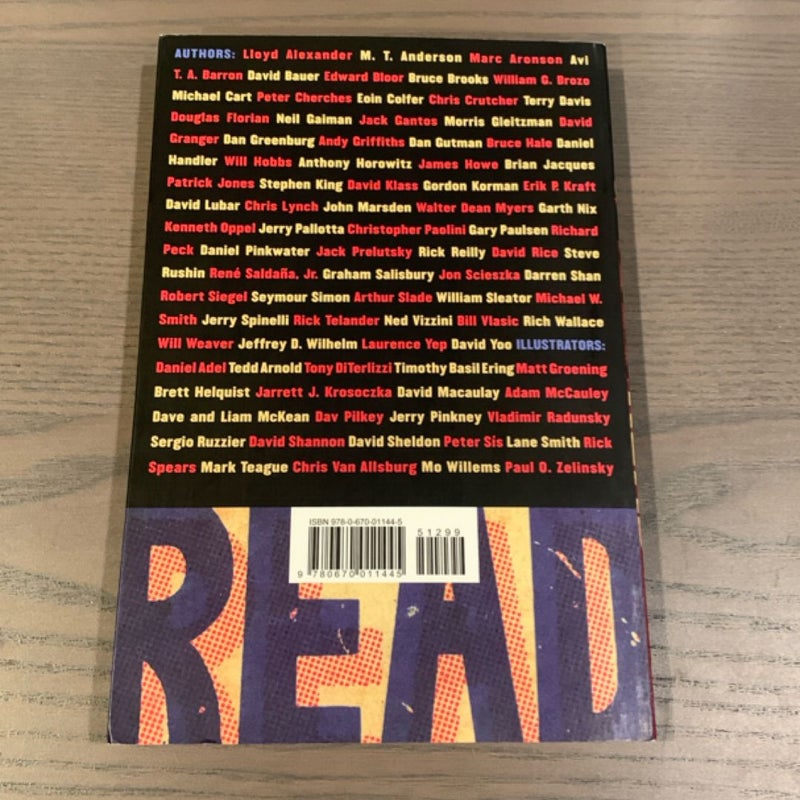 AUTHORS: Lloyd Alexander M. T. Anderson Marc Aronson Avi
T. A. Barron David Bauer Edward Bloor Bruce Brooks William G. Brozo
Michael Cart Peter Cherches Eoin Colfer Chris Crutcher Terry Davis
Douglas Florian Neil Gaiman Jack Gantos Morris Gleitzman David
Granger Dan Greenburg Andy Griffiths Dan Gutman Bruce Hale Daniel
Handler Will Hobbs Anthony Horowitz James Howe Brian Jacques
Patrick Jones Stephen King David Klass Gordon Korman Erik P. Kraft
David Lubar Chris Lynch John Marsden Walter Dean Myers Garth Nix
Kenneth Oppel Jerry Pallotta Christopher Paolini Gary Paulsen Richard
Peck Daniel Pinkwater Jack Prelutsky Rick Reilly David Rice Steve
Rushin René Saldaña, Jr. Graham Salisbury Jon Scieszka Darren Shan
Robert Siegel Seymour Simon Arthur Slade William Sleator Michael W.
Smith Jerry Spinelli Rick Telander Ned Vizzini Bill Vlasic Rich Wallace
Will Weaver Jeffrey D. Wilhelm Laurence Yep David Yoo ILLUSTRATORS:
Daniel Adel Tedd Arnold Tony DiTerlizzi Timothy Basil Ering Matt Groening
Brett Helquist Jarrett J. Krosoczka David Macaulay Adam McCauley
Dave and Liam McKean Dav Pilkey Jerry Pinkney Vladimir Radunsky
Sergio Ruzzier David Shannon David Sheldon Peter Sis Lane Smith Rick
Spears Mark Teague Chris Van Allsburg Mo Willems Paul O. Zelinsky
ISBN 978-0-670-01144-5
51299
9 780670 011445
READ